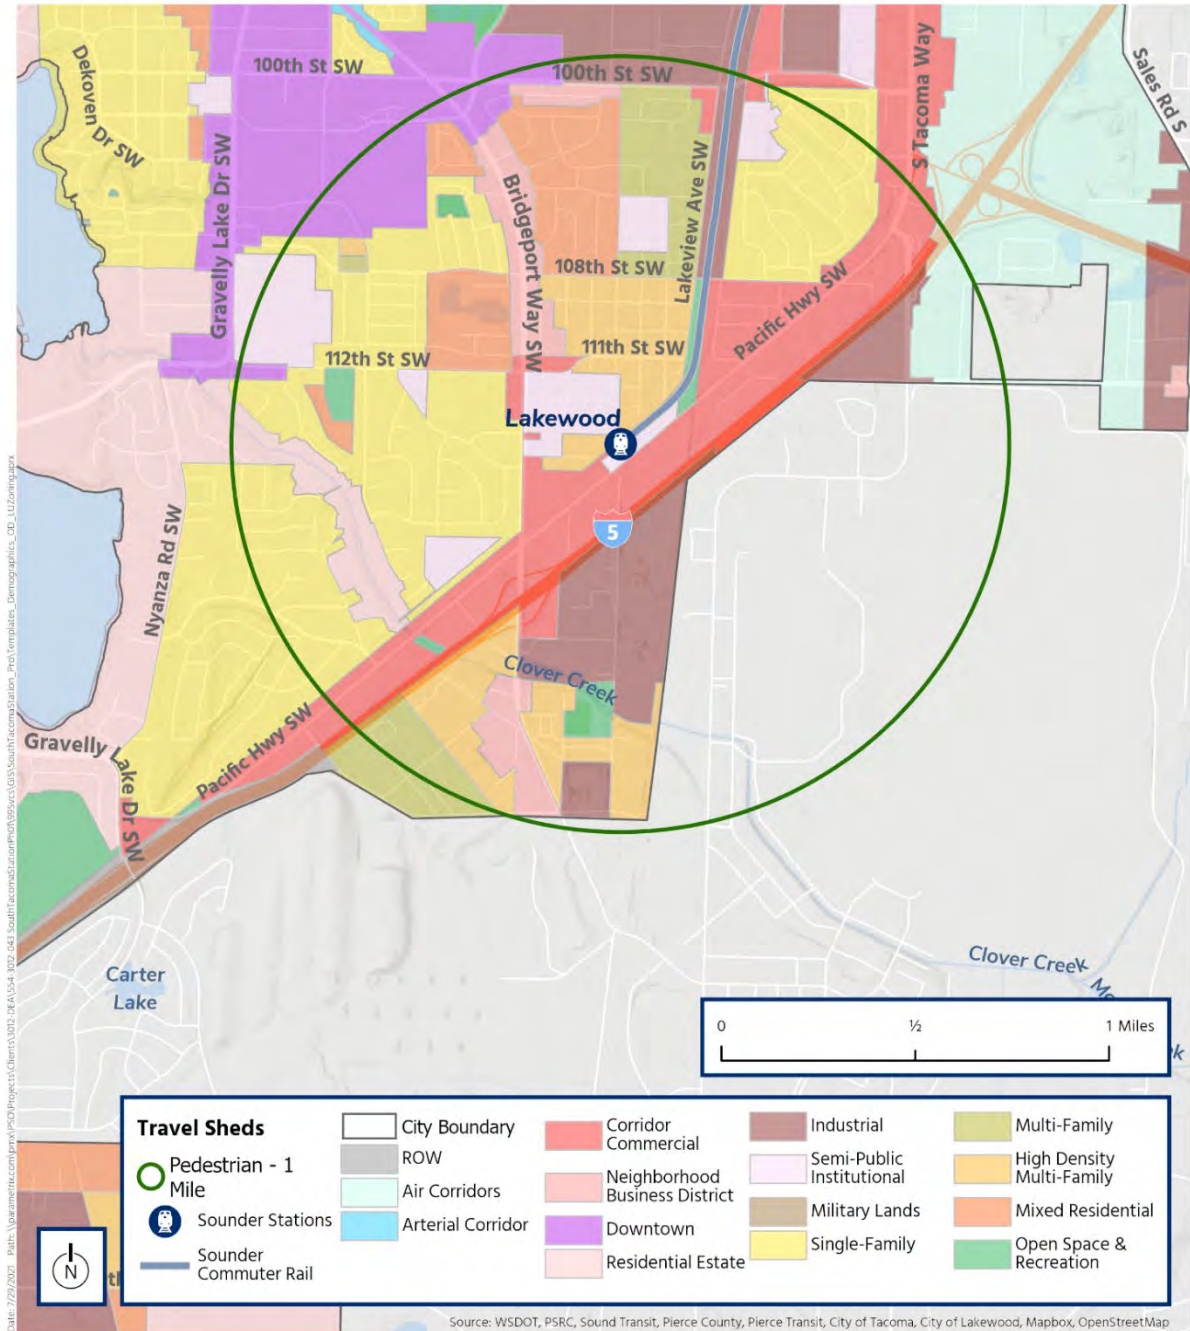 100th St SW
100th St SW
Dekoven Dr SW
Gravelly Lake Dr SW
Bridgeport Way SW
Lakeview Ave SW
S Tacoma Way
Sales Rd S
108th St SW
Pacific Hwy SW
112th St SW
111th St SW
Lakewood
5
Nyanza Rd SW
Clover Creek
Pacific Hwy SW
Gravelly Lake Dr SW
Carter
Lake
Clover Creek
0
½
1 Miles
Travel Sheds
Pedestrian - 1
Mile
Sounder Stations
Sounder
Commuter Rail
City Boundary
ROW
Air Corridors
Arterial Corridor
Corridor
Commercial
Neighborhood
Business District
Downtown
Residential Estate
Industrial
Semi-Public
Institutional
Military Lands
Single-Family
Multi-Family
High Density
Multi-Family
Mixed Residential
Open Space &
Recreation
N
Source: WSDOT, PSRC, Sound Transit, Pierce County, Pierce Transit, City of Tacoma, City of Lakewood, Mapbox, OpenStreetMap